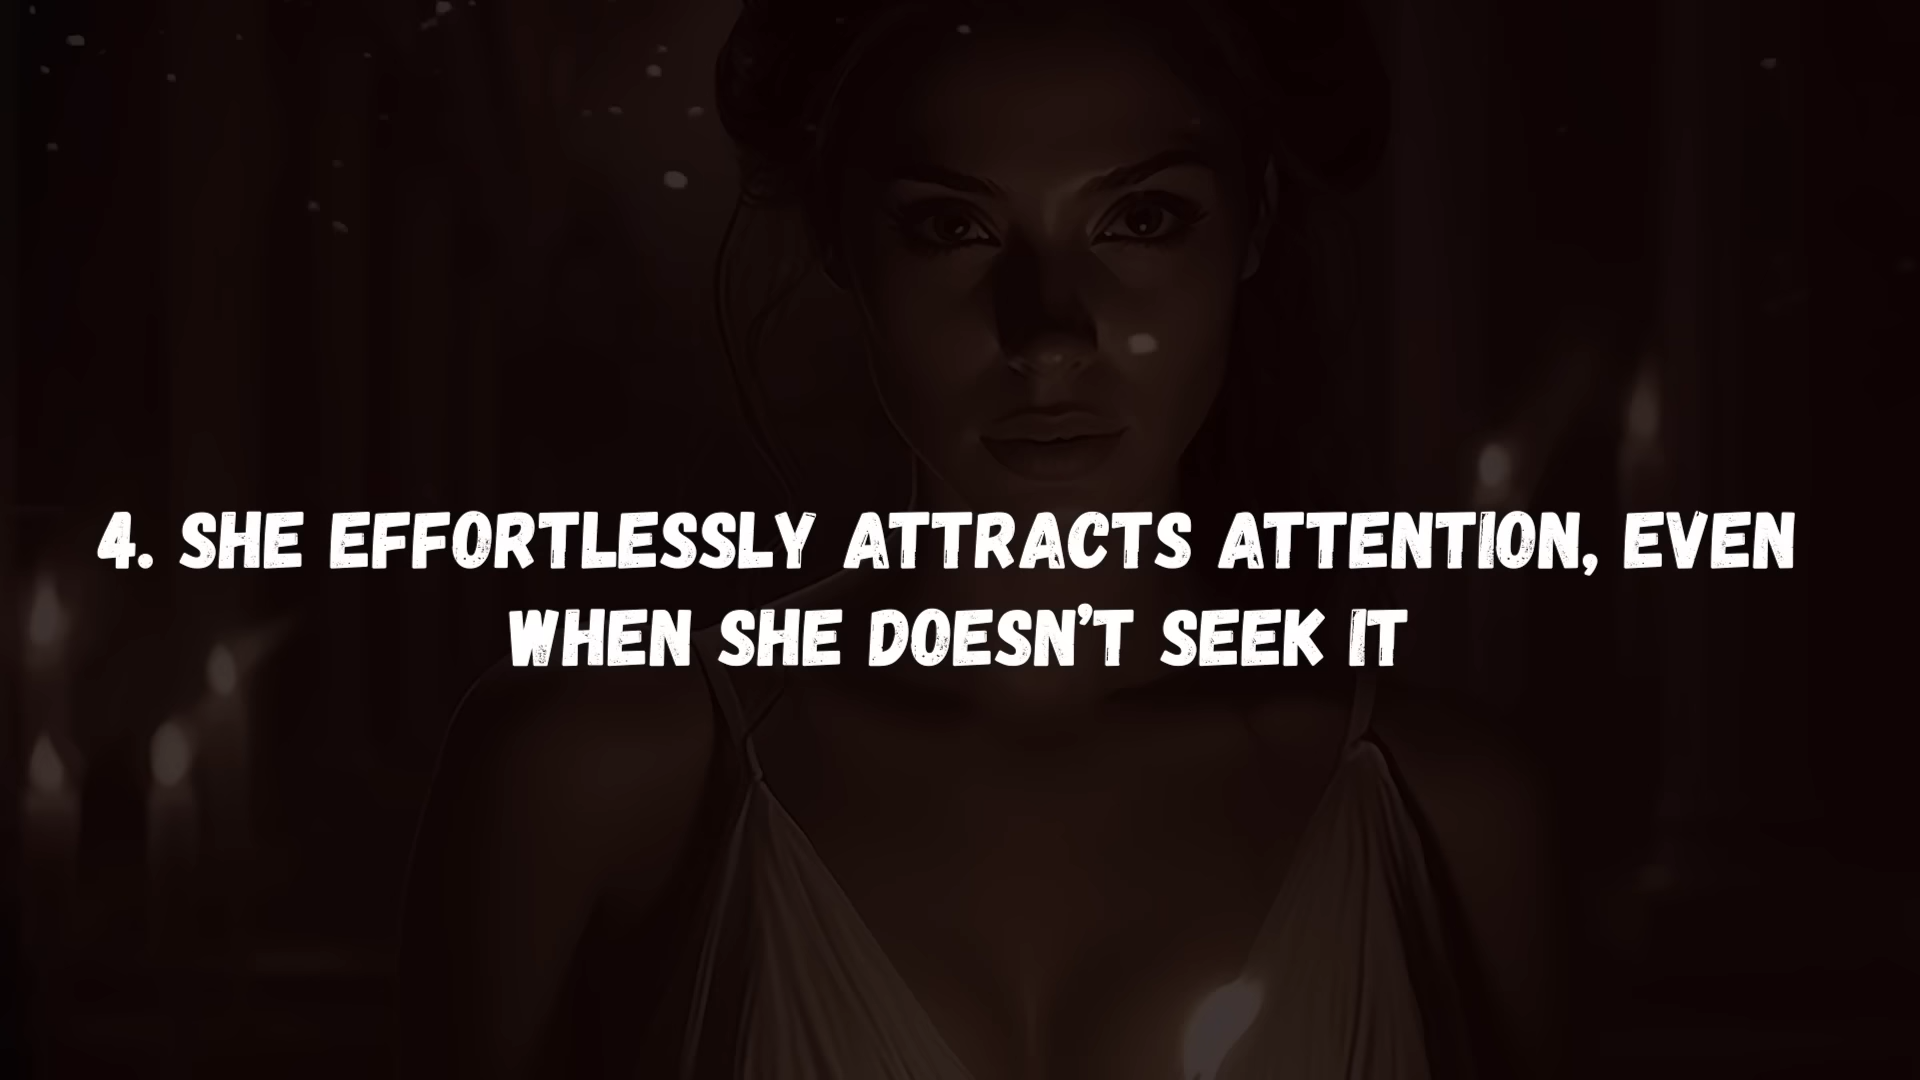 4. SHE EFFORTLESSLY ATTRACTS ATTENTION, EVEN
WHEN SHE DOESN’T SEEK IT